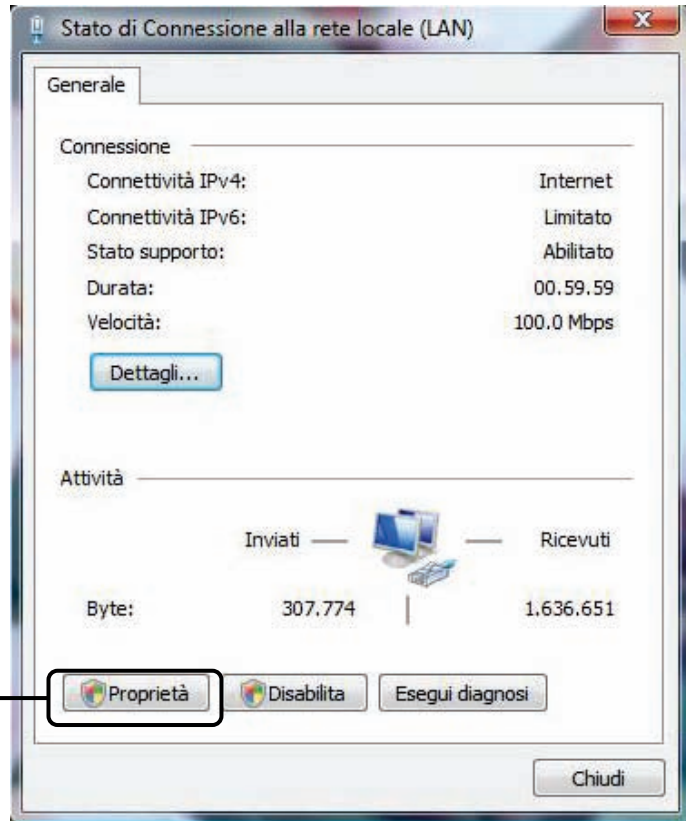 Stato di Connessione alla rete locale (LAN)
Generale
Connessione
Connettività IPv4: Internet
Connettività IPv6: Limitato
Stato supporto: Abilitato
Durata: 00.59.59
Velocità: 100.0 Mbps
Dettagli...
Attività
Inviati Ricevuti
Byte: 307.774 1.636.651
Proprietà Disabilita Esegui diagnosi
Chiudi